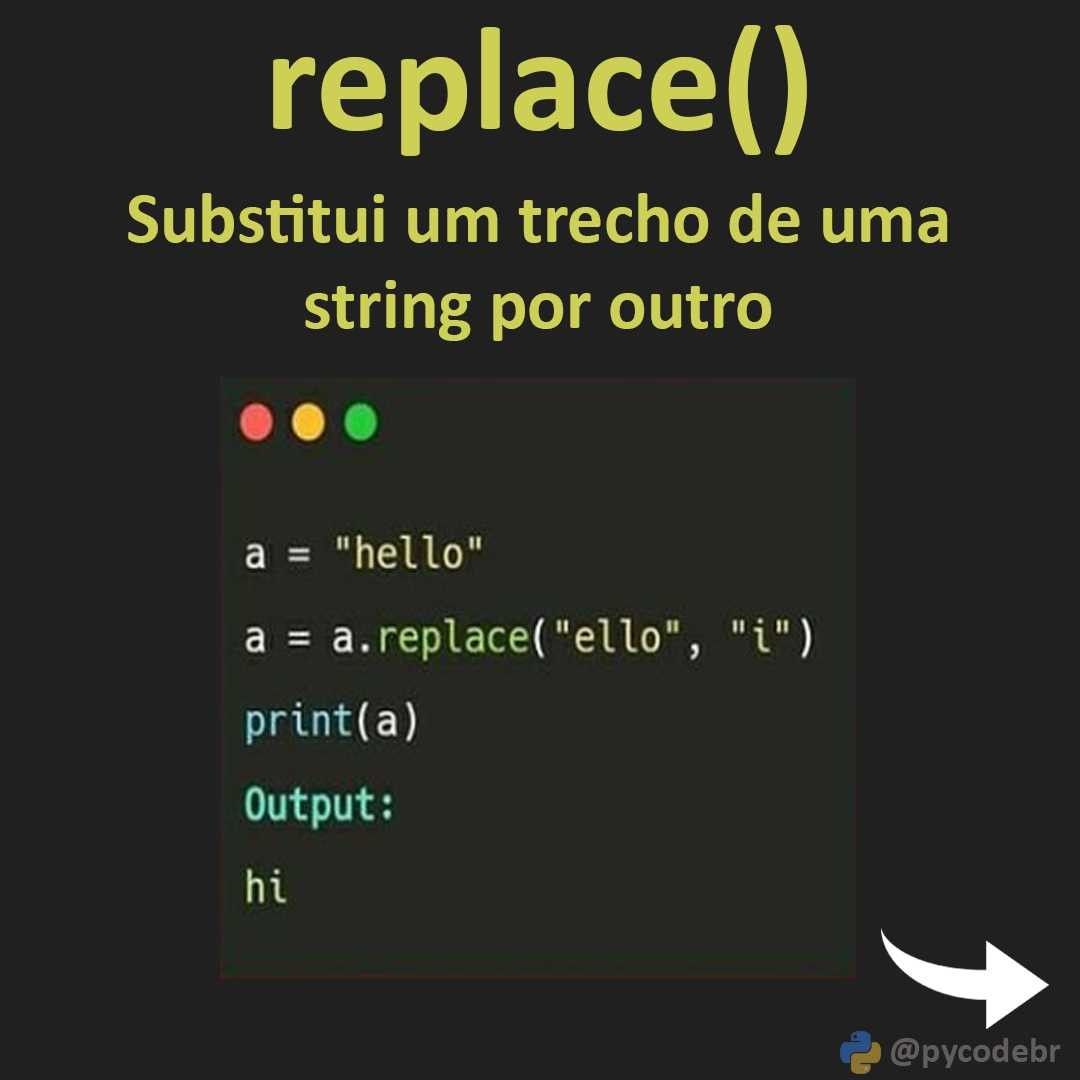 replace()
Substitui um trecho de uma
string por outro
a = "hello"
a = a.replace("ello", "i")
print(a)
Output:
hi
@pycodebr